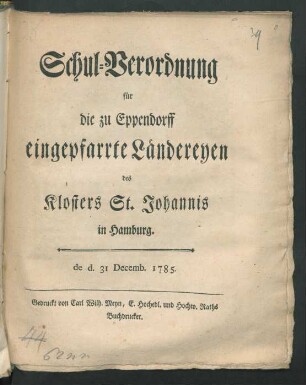 Schul-Verordnung
für
die zu Eppendorff
eingepfarrte Ländereyen
des
Klosters St. Johannis
in Hamburg.
de d. 31 Decemb. 1785.
Gedruckt von Carl Wilh. Meyer, E. Hochedl. und Hochw. Raths
Buchdrucker.